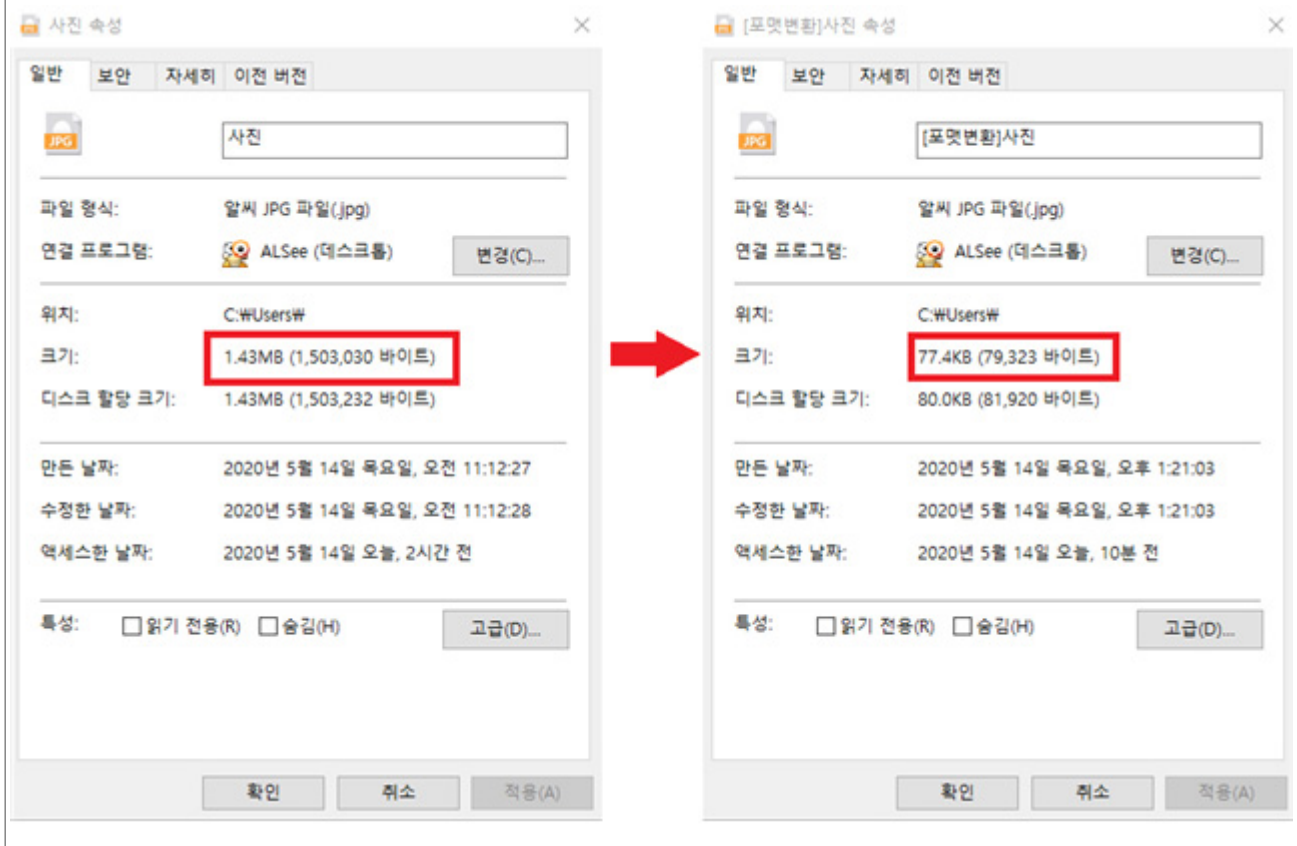 사진 속성
일반 보안 자세히 이전 버전
JPG
사진
파일 형식: 알씨 JPG 파일(.jpg)
연결 프로그램: ALSee (데스크톱) 변경(C)...
위치: C:₩Users₩
크기: 1.43MB (1,503,030 바이트)
디스크 할당 크기: 1.43MB (1,503,232 바이트)
만든 날짜: 2020년 5월 14일 목요일, 오전 11:12:27
수정한 날짜: 2020년 5월 14일 목요일, 오전 11:12:28
액세스한 날짜: 2020년 5월 14일 오늘, 2시간 전
특성: 읽기 전용(R) 숨김(H) 고급(D)...
확인 취소 적용(A)
[포맷변환]사진 속성
일반 보안 자세히 이전 버전
JPG
[포맷변환]사진
파일 형식: 알씨 JPG 파일(.jpg)
연결 프로그램: ALSee (데스크톱) 변경(C)...
위치: C:₩Users₩
크기: 77.4KB (79,323 바이트)
디스크 할당 크기: 80.0KB (81,920 바이트)
만든 날짜: 2020년 5월 14일 목요일, 오후 1:21:03
수정한 날짜: 2020년 5월 14일 목요일, 오후 1:21:03
액세스한 날짜: 2020년 5월 14일 오늘, 10분 전
특성: 읽기 전용(R) 숨김(H) 고급(D)...
확인 취소 적용(A)